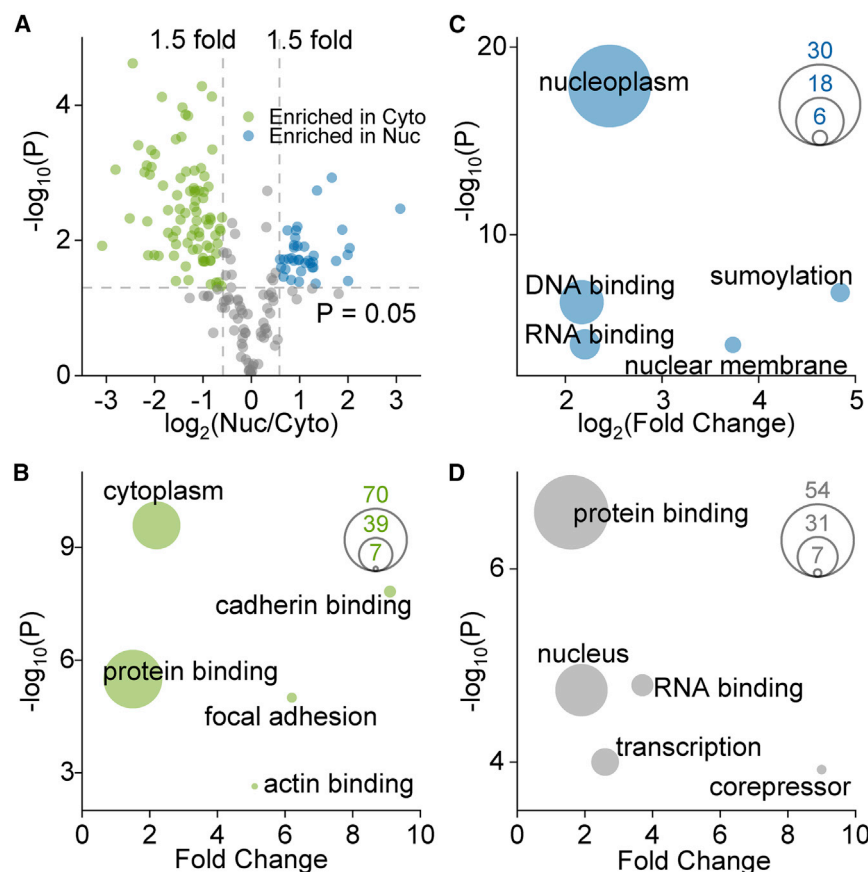 A
1.5 fold
1.5 fold
4
3
2
1
0
-log10(P)
Enriched in Cyto
Enriched in Nuc
P = 0.05
-3
-2
-1
0
1
2
3
log2(Nuc/Cyto)
C
20
10
-log10(P)
30
18
6
nucleoplasm
DNA binding
sumoylation
RNA binding
nuclear membrane
2
3
4
5
log2(Fold Change)
B
9
6
3
-log10(P)
cytoplasm
70
39
7
cadherin binding
protein binding
focal adhesion
actin binding
0
2
4
6
8
10
Fold Change
D
6
4
-log10(P)
54
31
7
protein binding
nucleus
RNA binding
transcription
corepressor
0
2
4
6
8
10
Fold Change